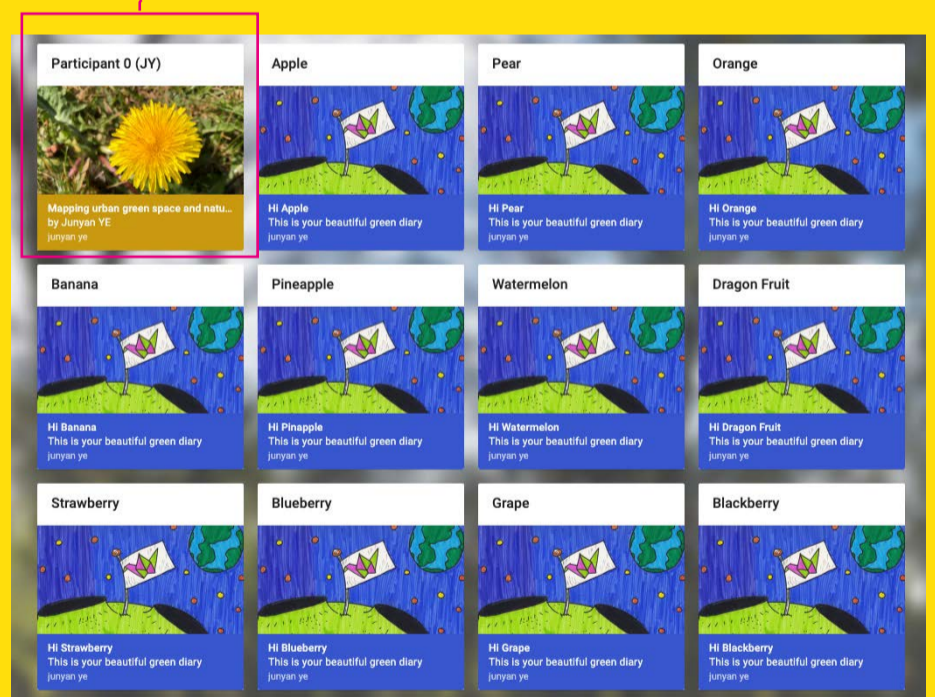 Participant 0 (JY)
Mapping urban green space and natu...
by Junyan YE
junyan ye
Apple
Hi Apple
This is your beautiful green diary
junyan ye
Pear
Hi Pear
This is your beautiful green diary
junyan ye
Orange
Hi Orange
This is your beautiful green diary
junyan ye
Banana
Hi Banana
This is your beautiful green diary
junyan ye
Pineapple
Hi Pinapple
This is your beautiful green diary
junyan ye
Watermelon
Hi Watermelon
This is your beautiful green diary
junyan ye
Dragon Fruit
Hi Dragon Fruit
This is your beautiful green diary
junyan ye
Strawberry
Hi Strawberry
This is your beautiful green diary
junyan ye
Blueberry
Hi Blueberry
This is your beautiful green diary
junyan ye
Grape
Hi Grape
This is your beautiful green diary
junyan ye
Blackberry
Hi Blackberry
This is your beautiful green diary
junyan ye